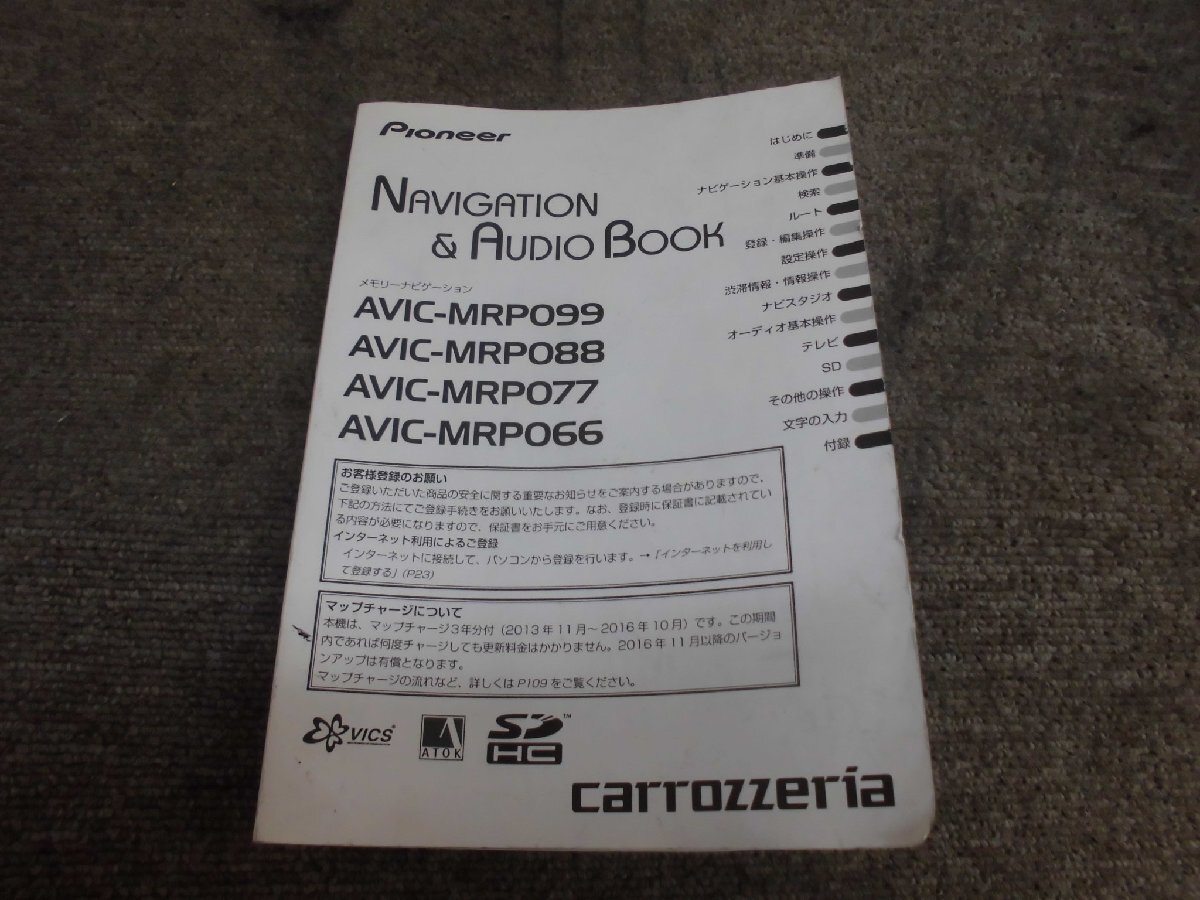 Pioneer
NAVIGATION
& AUDIO BOOK
メモリーナビゲーション
AVIC-MRP099
AVIC-MRP088
AVIC-MRP077
AVIC-MRP066
はじめに
準備
ナビゲーション基本操作
検索
ルート
登録・編集操作
設定操作
渋滞情報・情報操作
ナビスタジオ
オーディオ基本操作
テレビ
SD
その他の操作
文字の入力
付録
お客様登録のお願い
ご登録いただいた商品の安全に関する重要なお知らせをご案内する場合がありますので、
下記の方法にてご登録手続きをお願いいたします。なお、登録時に保証書に記載されてい
る内容が必要になりますので、保証書をお手元にご用意ください。
インターネット利用によるご登録
インターネットに接続して、パソコンから登録を行います。→「インターネットを利用し
て登録する」(P23)
マップチャージについて
本機は、マップチャージ3年分付（2013年11月〜2016年10月）です。この期間
内であれば何度チャージしても更新料金はかかりません。2016年11月以降のバージョ
ンアップは有償となります。
マップチャージの流れなど、詳しくはP109をご覧ください。
VICS®
ATOK
SD™
HC
carrozzeria